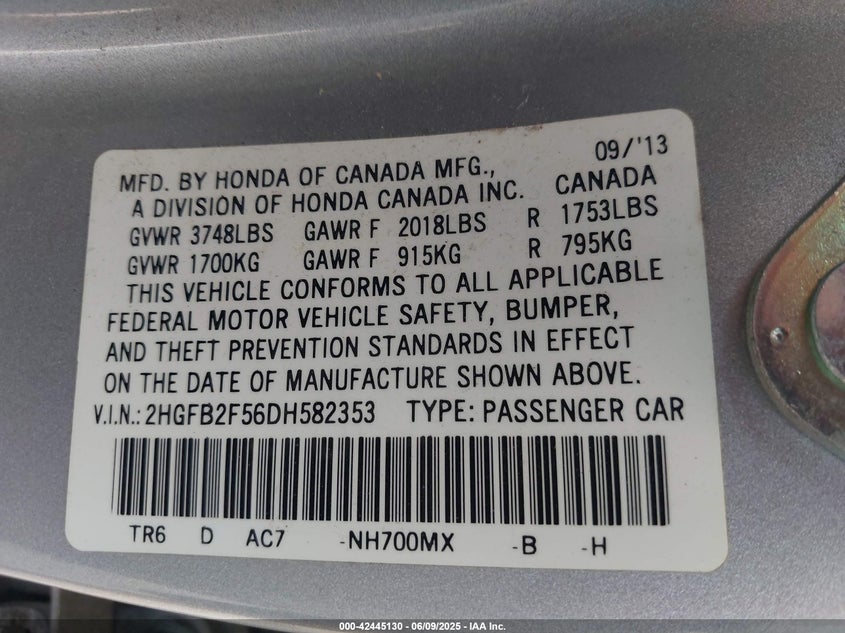 09/'13
MFD. BY HONDA OF CANADA MFG.,
A DIVISION OF HONDA CANADA INC. CANADA
GVWR 3748LBS GAWR F 2018LBS R 1753LBS
GVWR 1700KG GAWR F 915KG R 795KG
THIS VEHICLE CONFORMS TO ALL APPLICABLE
FEDERAL MOTOR VEHICLE SAFETY, BUMPER,
AND THEFT PREVENTION STANDARDS IN EFFECT
ON THE DATE OF MANUFACTURE SHOWN ABOVE.
V.I.N.: 2HGFB2F56DH582353 TYPE: PASSENGER CAR
TR6 D AC7 -NH700MX -B -H
000-42445130 - 06/09/2025 - IAA Inc.